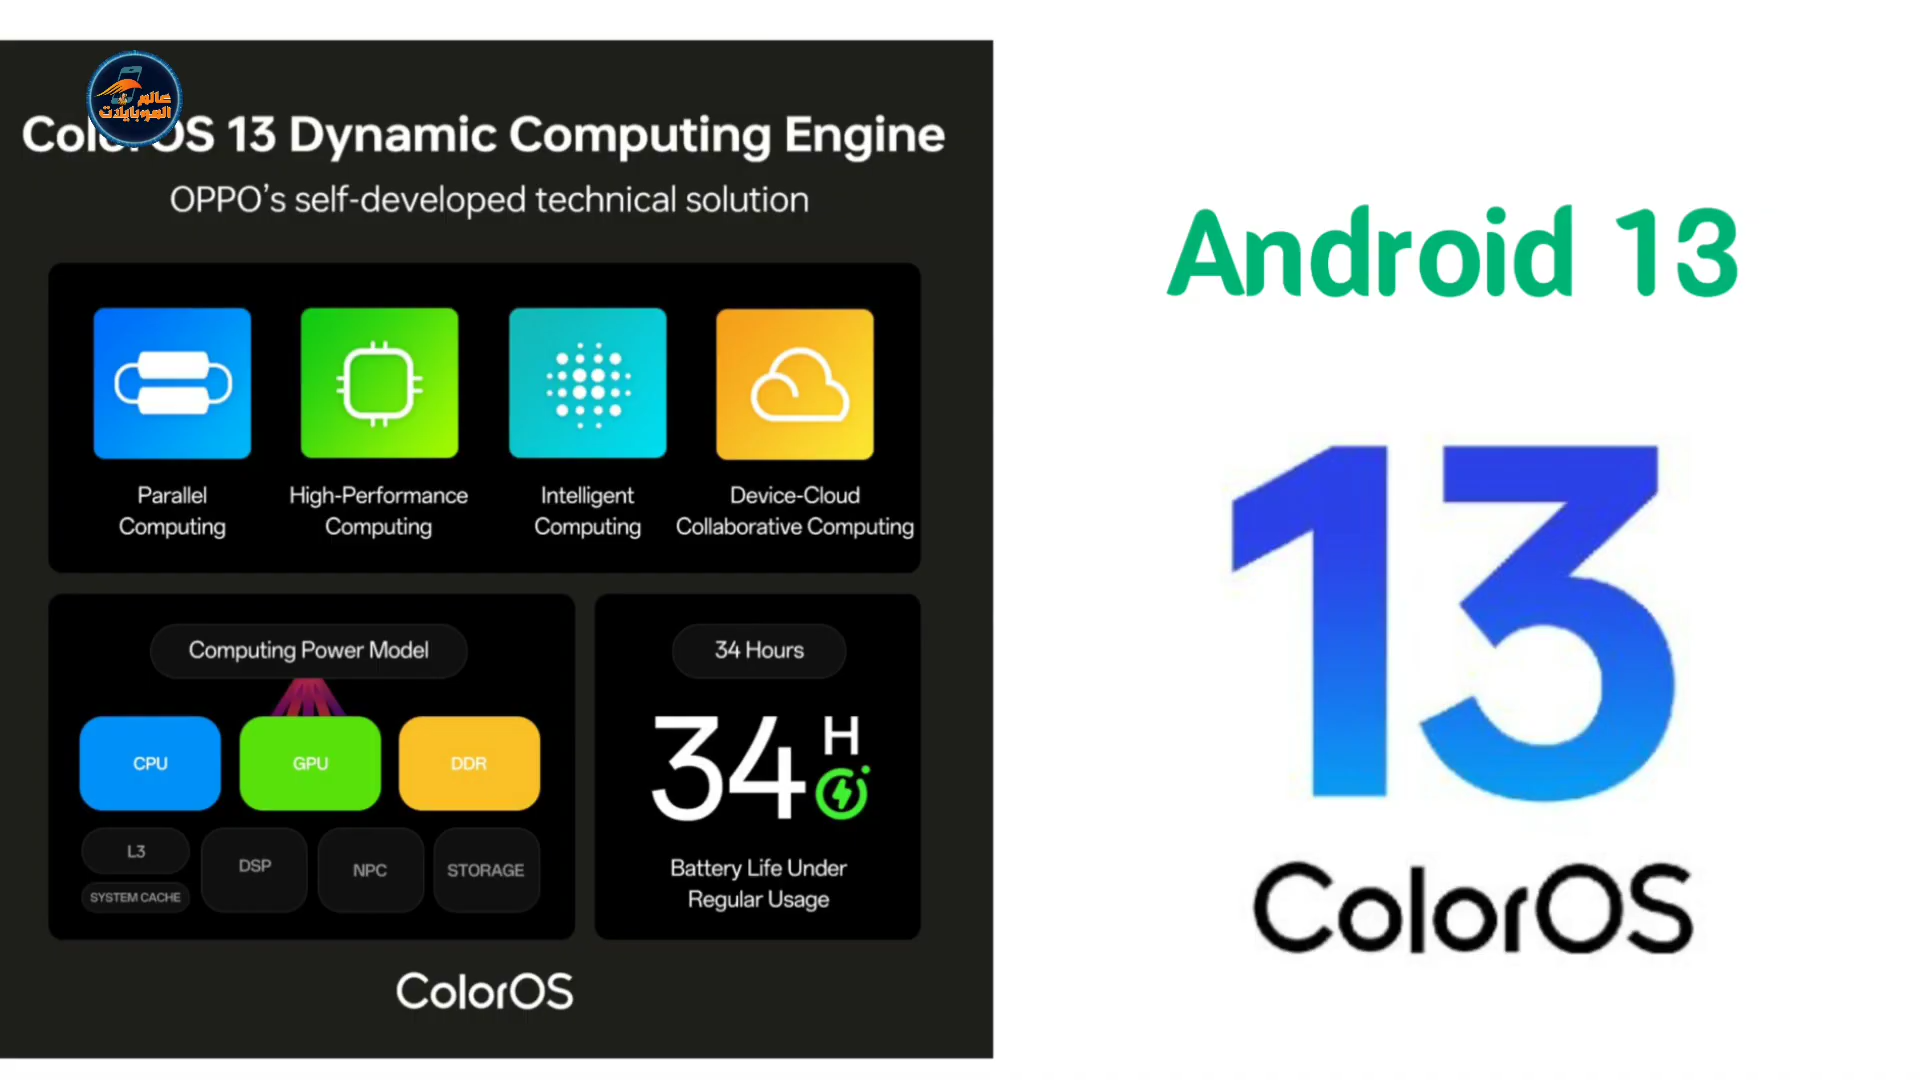 عالم
الموبايلات
ColorOS 13 Dynamic Computing Engine
OPPO's self-developed technical solution
Parallel
Computing
High-Performance
Computing
Intelligent
Computing
Device-Cloud
Collaborative Computing
Computing Power Model
CPU
GPU
DDR
L3
SYSTEM CACHE
DSP
NPC
STORAGE
34 Hours
34 H
Battery Life Under
Regular Usage
ColorOS
Android 13
13
ColorOS